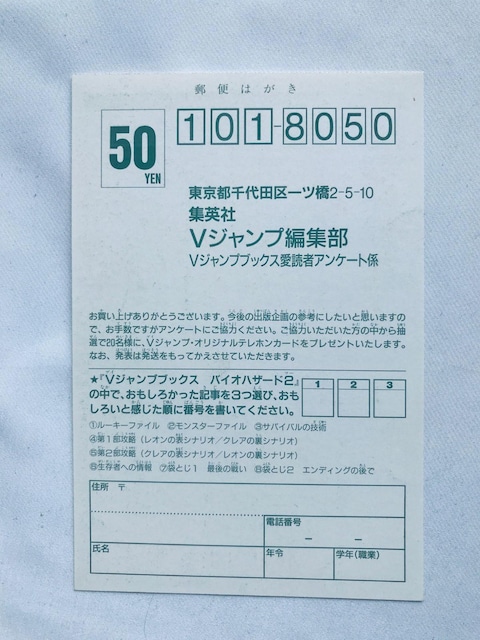 郵便はがき
50
YEN
101-8050
東京都千代田区一ツ橋2-5-10
集英社
Vジャンプ編集部
Vジャンプブックス愛読者アンケート係
お買い上げありがとうございます。今後の出版企画の参考にしたいと思いますの
で、お手数ですがアンケートにご協力ください。ご協力いただいた方の中から抽
選で20名様に、Vジャンプ・オリジナルテレホンカードをプレゼントいたします。
なお、発表は発送をもってかえさせていただきます。
★『Vジャンプブックス バイオハザード2』
の中で、おもしろかった記事を3つ選び、おも
しろいと感じた順に番号を書いてください。
1 2 3
①ルーキーファイル ②モンスターファイル ③サバイバルの技術
④第1部攻略(レオンの表シナリオ/クレアの裏シナリオ)
⑤第2部攻略(クレアの表シナリオ/レオンの裏シナリオ)
⑥生存者への情報 ⑦袋とじ1 最後の戦い ⑧袋とじ2 エンディングの後で
住所 〒
電話番号
– –
氏名
年令
学年(職業)